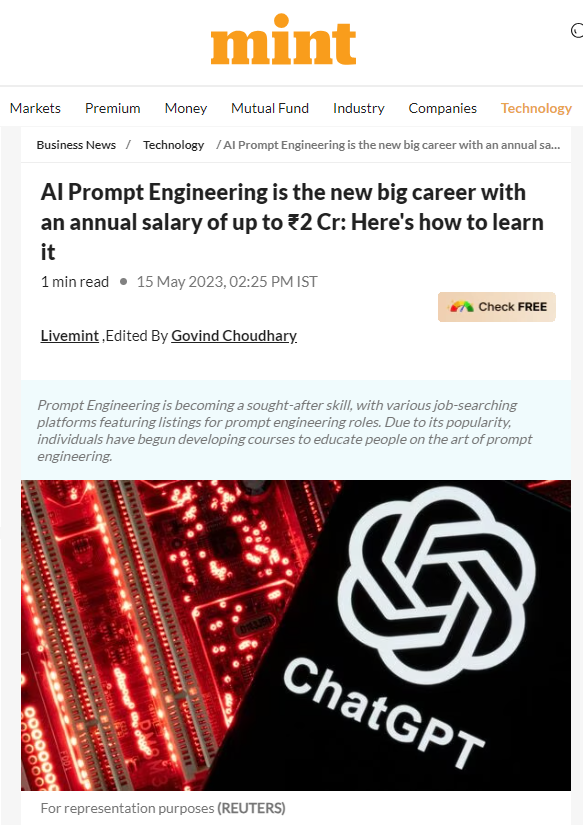 mint
Markets Premium Money Mutual Fund Industry Companies Technology
Business News / Technology / AI Prompt Engineering is the new big career with an annual sa...
AI Prompt Engineering is the new big career with
an annual salary of up to ₹2 Cr: Here's how to learn
it
1 min read • 15 May 2023, 02:25 PM IST
Check FREE
Livemint ,Edited By Govind Choudhary
Prompt Engineering is becoming a sought-after skill, with various job-searching
platforms featuring listings for prompt engineering roles. Due to its popularity,
individuals have begun developing courses to educate people on the art of prompt
engineering.
ChatGPT
For representation purposes (REUTERS)